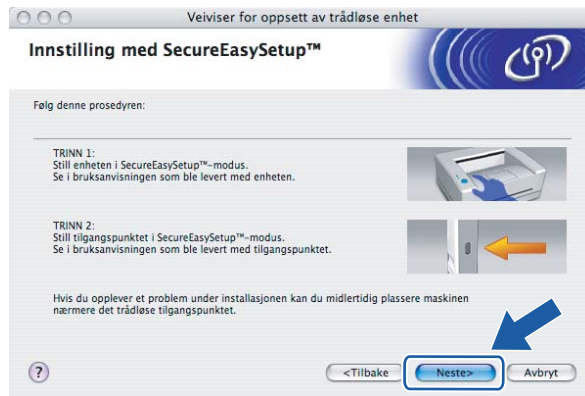 Veiviser for oppsett av trådløse enhet
Innstilling med SecureEasySetup™
Følg denne prosedyren:
TRINN 1:
Still enheten i SecureEasySetup™-modus.
Se i bruksanvisningen som ble levert med enheten.
TRINN 2:
Still tilgangspunktet i SecureEasySetup™-modus.
Se i bruksanvisningen som ble levert med tilgangspunktet.
Hvis du opplever et problem under installasjonen kan du midlertidig plassere maskinen
nærmere det trådløse tilgangspunktet.
?
<Tilbake
Neste>
Avbryt